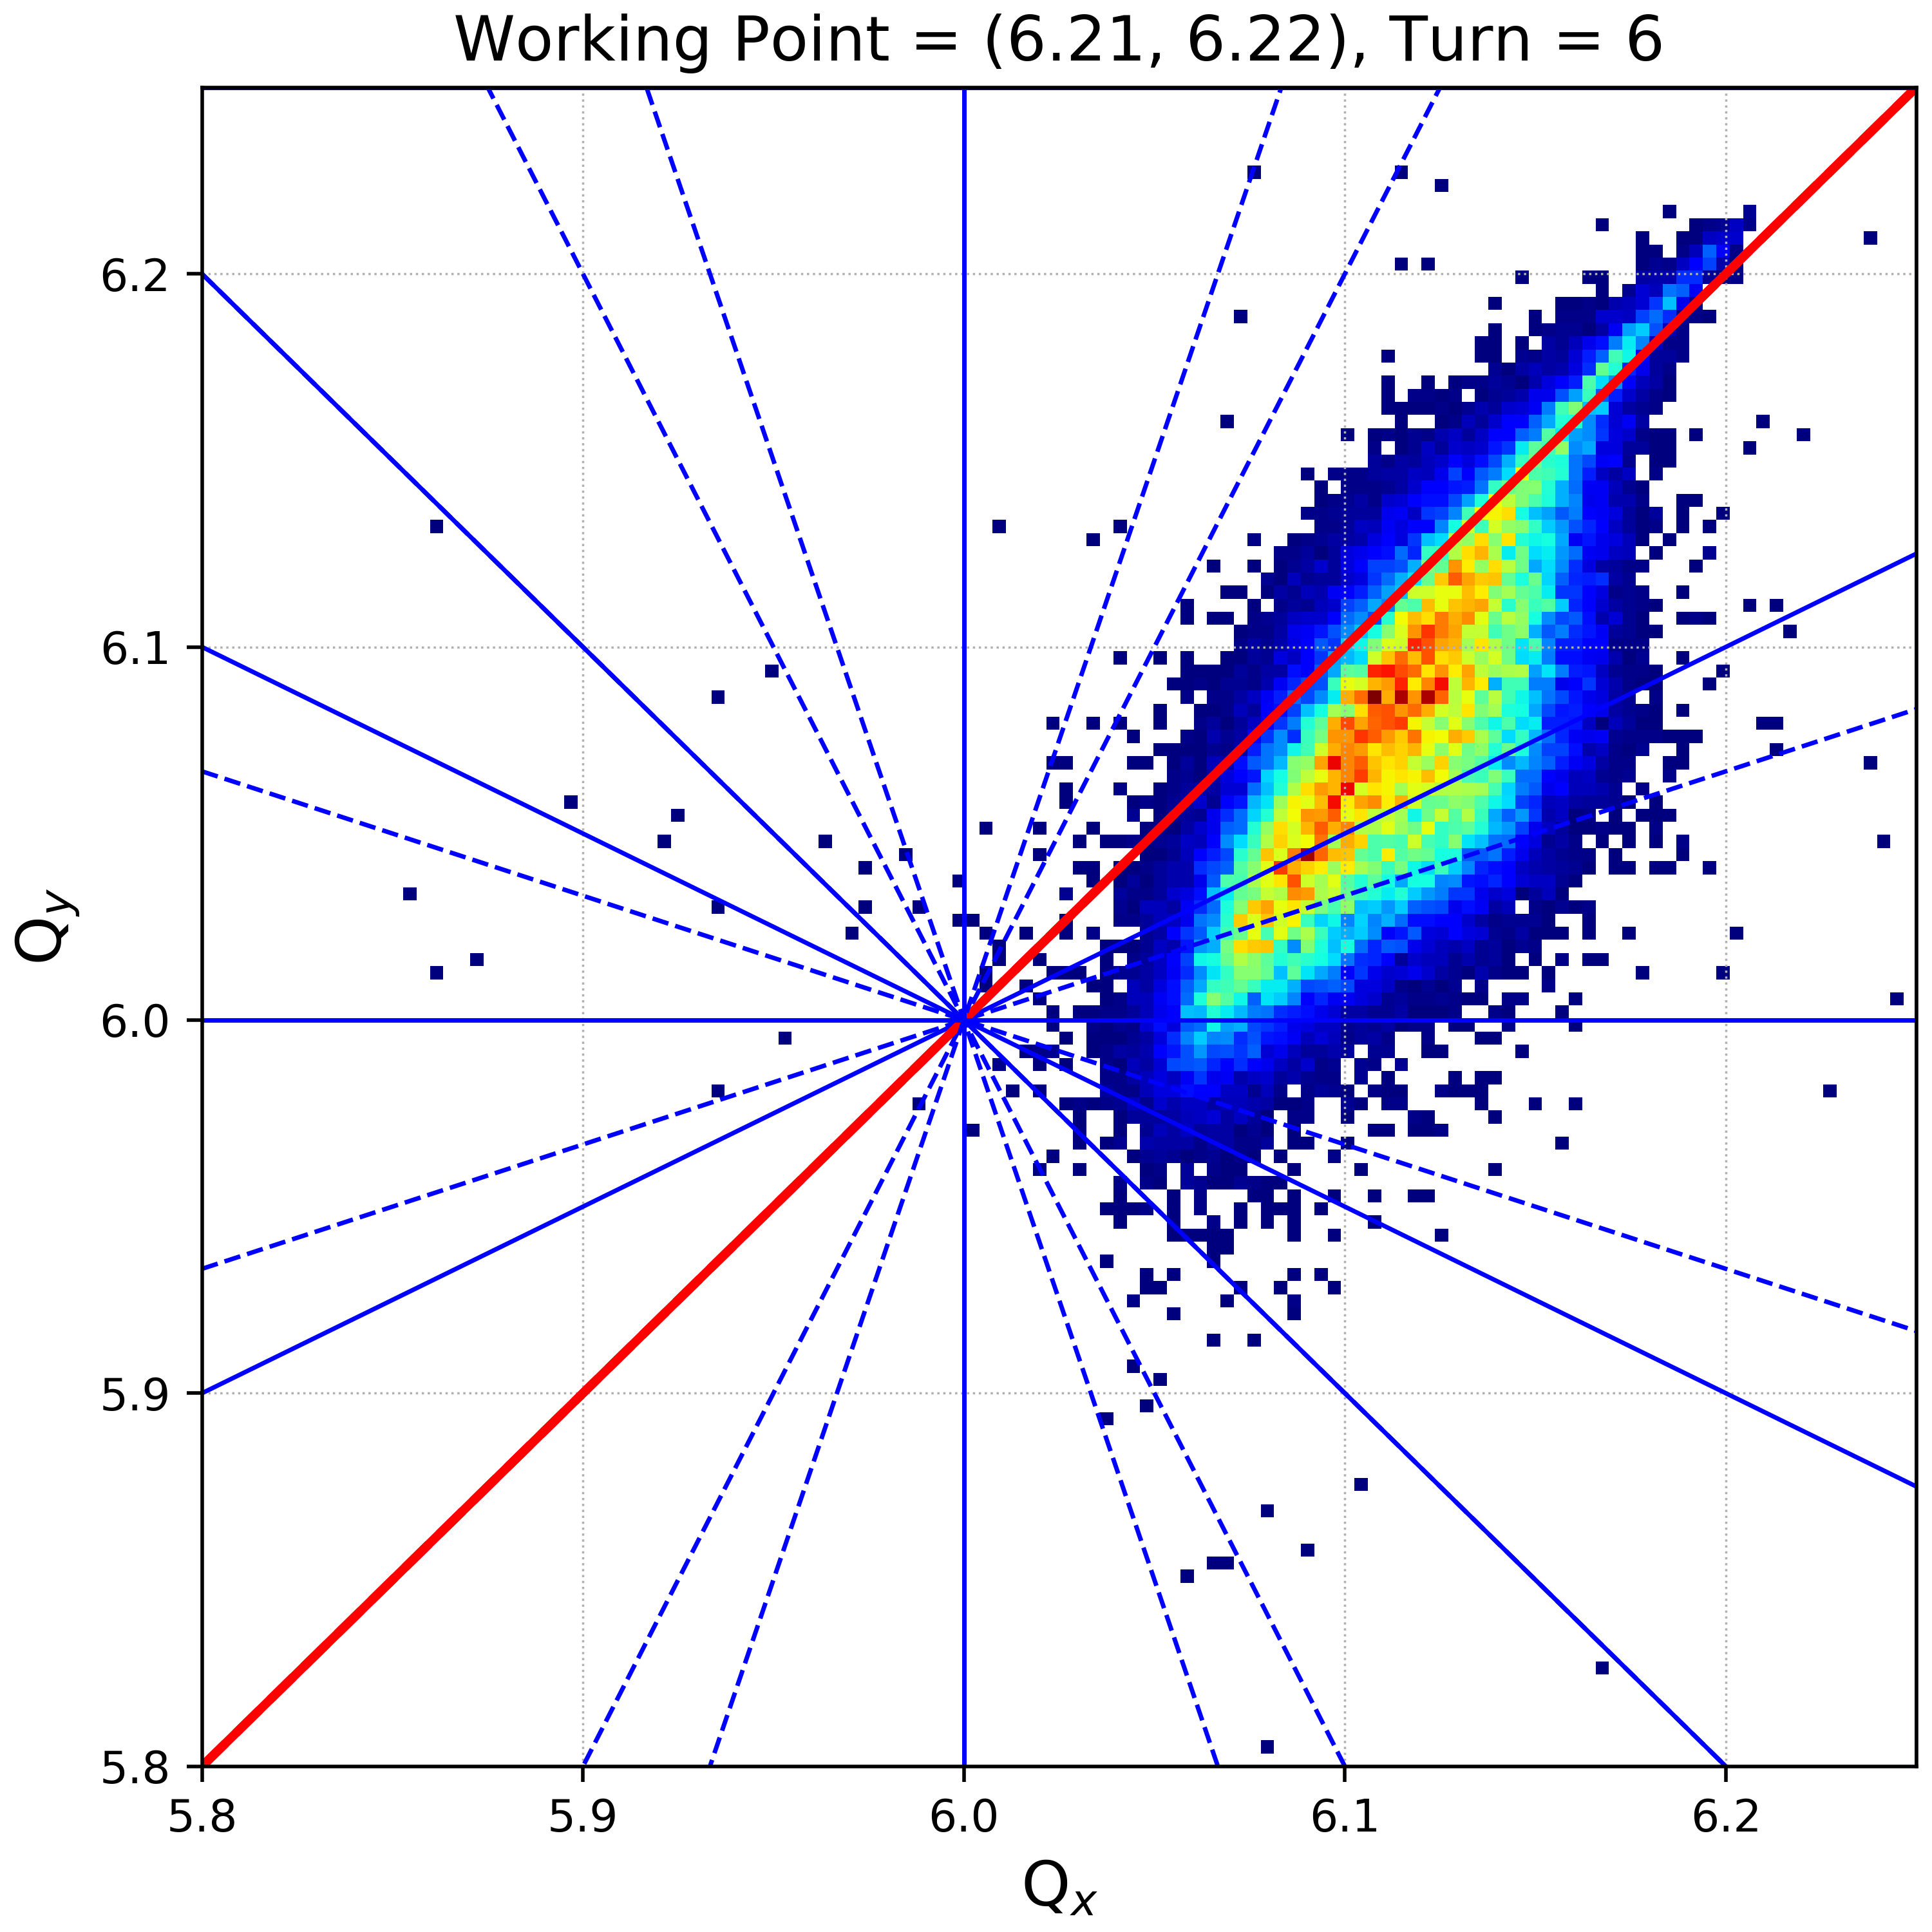 Working Point = (6.21, 6.22), Turn = 6
6.2
6.1
6.0
5.9
5.8
Qy
5.8 5.9 6.0 6.1 6.2
Qx